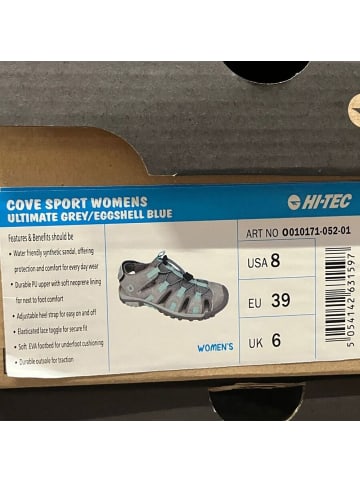 COVE SPORT WOMENS
ULTIMATE GREY/EGGSHELL BLUE
HI-TEC
ART NO O010171-052-01
Features & Benefits should be
• Water friendly synthetic sandal, offering
protection and comfort for every day wear
• Durable PU upper with soft neoprene lining
for next to foot comfort
• Adjustable heel strap for easy on and off
• Elasticated lace toggle for secure fit
• Soft EVA footbed for underfoot cushioning
• Durable outsole for traction
WOMEN'S
USA 8
EU 39
UK 6
5 054142 631597